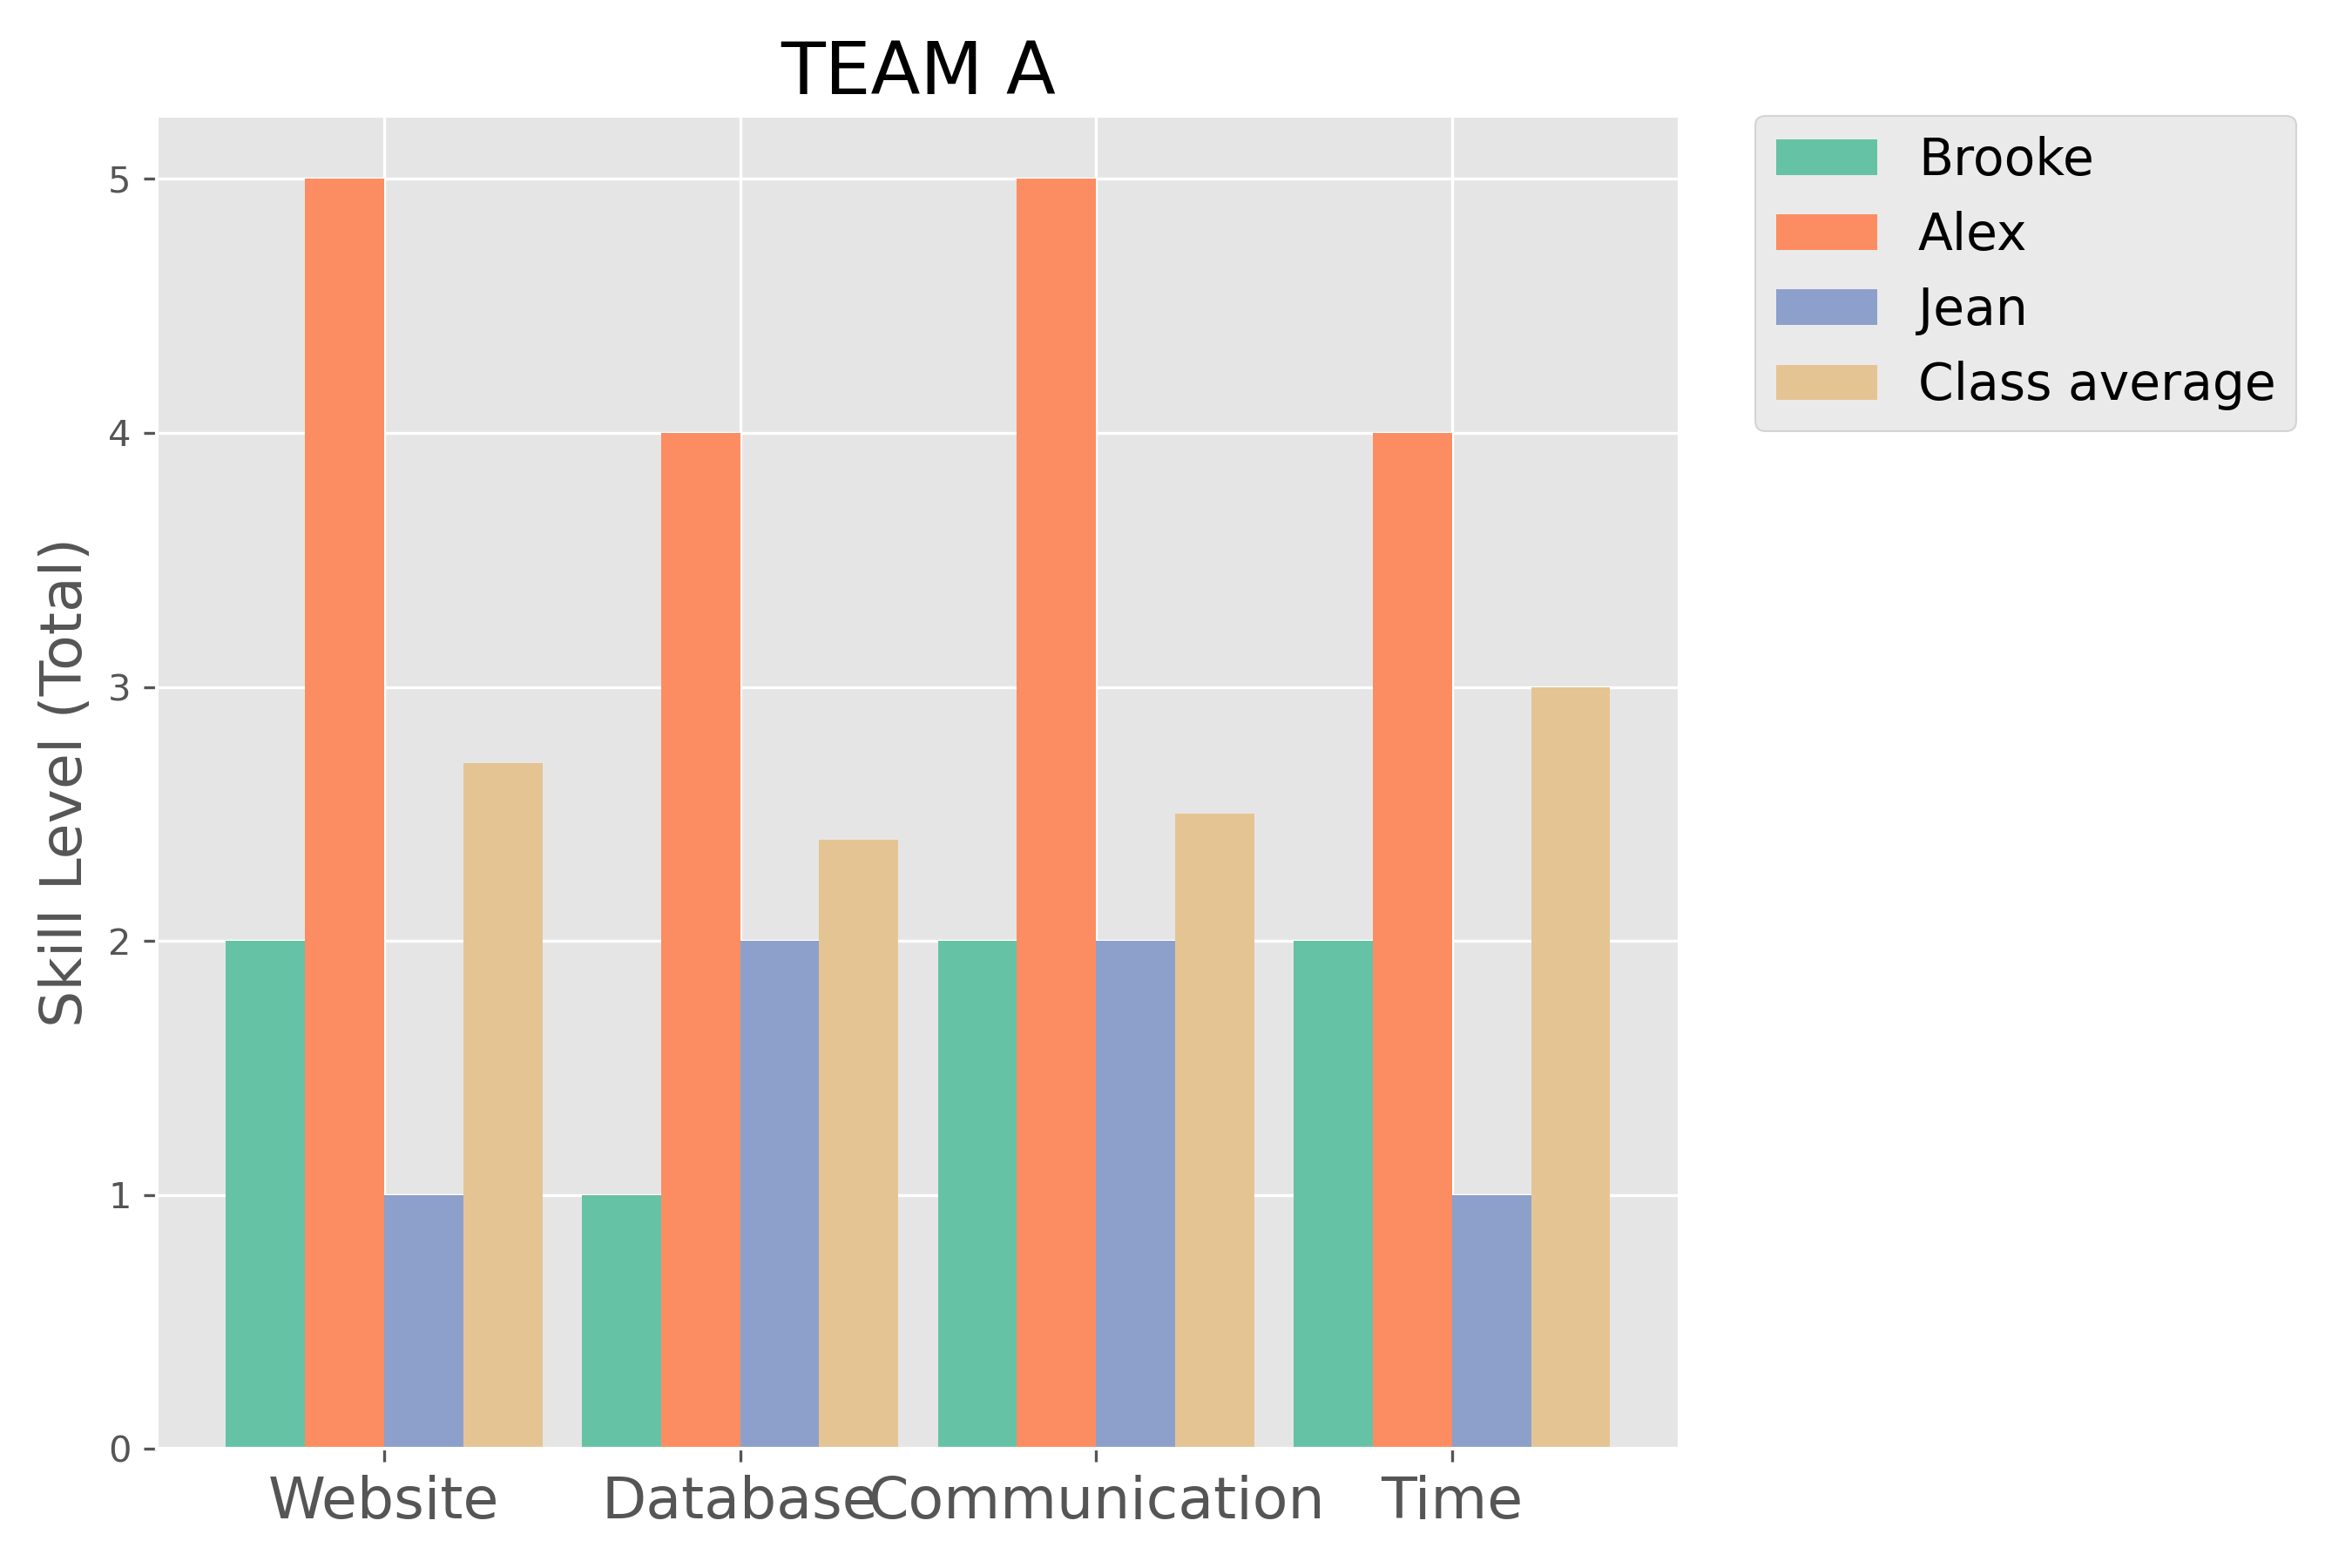 TEAM A
Brooke
Alex
Jean
Class average
Skill Level (Total)
5
4
3
2
1
0
Website
Database
Communication
Time